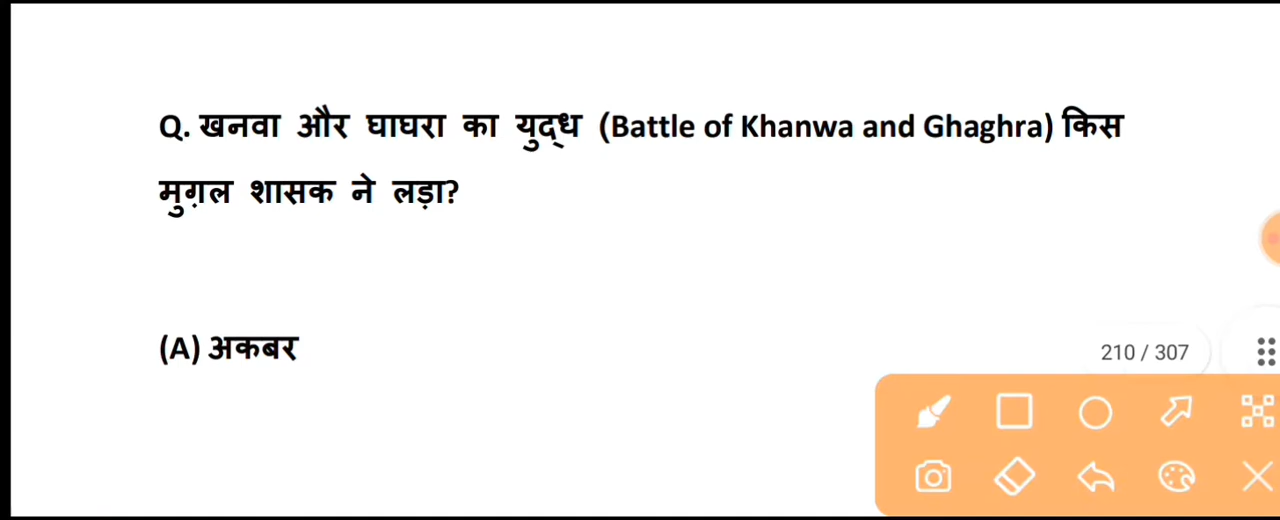 Q. खनवा और घाघरा का युद्ध (Battle of Khanwa and Ghaghra) किस
मुग़ल शासक ने लड़ा?
(A) अकबर
210 / 307